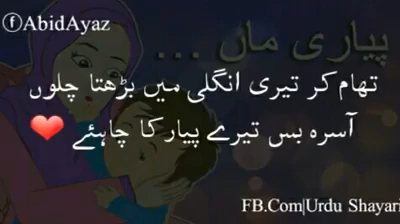 ⓕAbidAyaz
پیاری ماں ...
تھام کر تیری انگلی میں بڑھتا چلوں
آسرہ بس تیرے پیار کا چاہئے ❤
FB.Com|Urdu Shayari